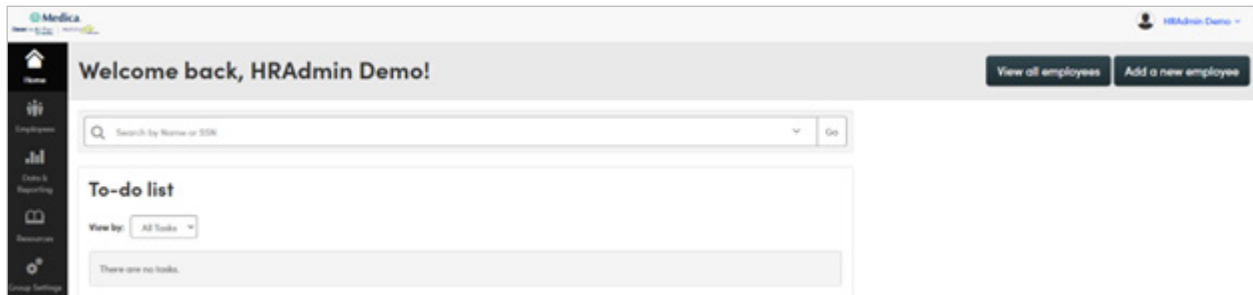 Medica
HRAdmin Demo
Home
Welcome back, HRAdmin Demo!
View all employees
Add a new employee
Employees
Search by Name or SSN
Go
Data &
Reporting
To-do list
View by: All Tasks
Resources
There are no tasks.
Group Settings